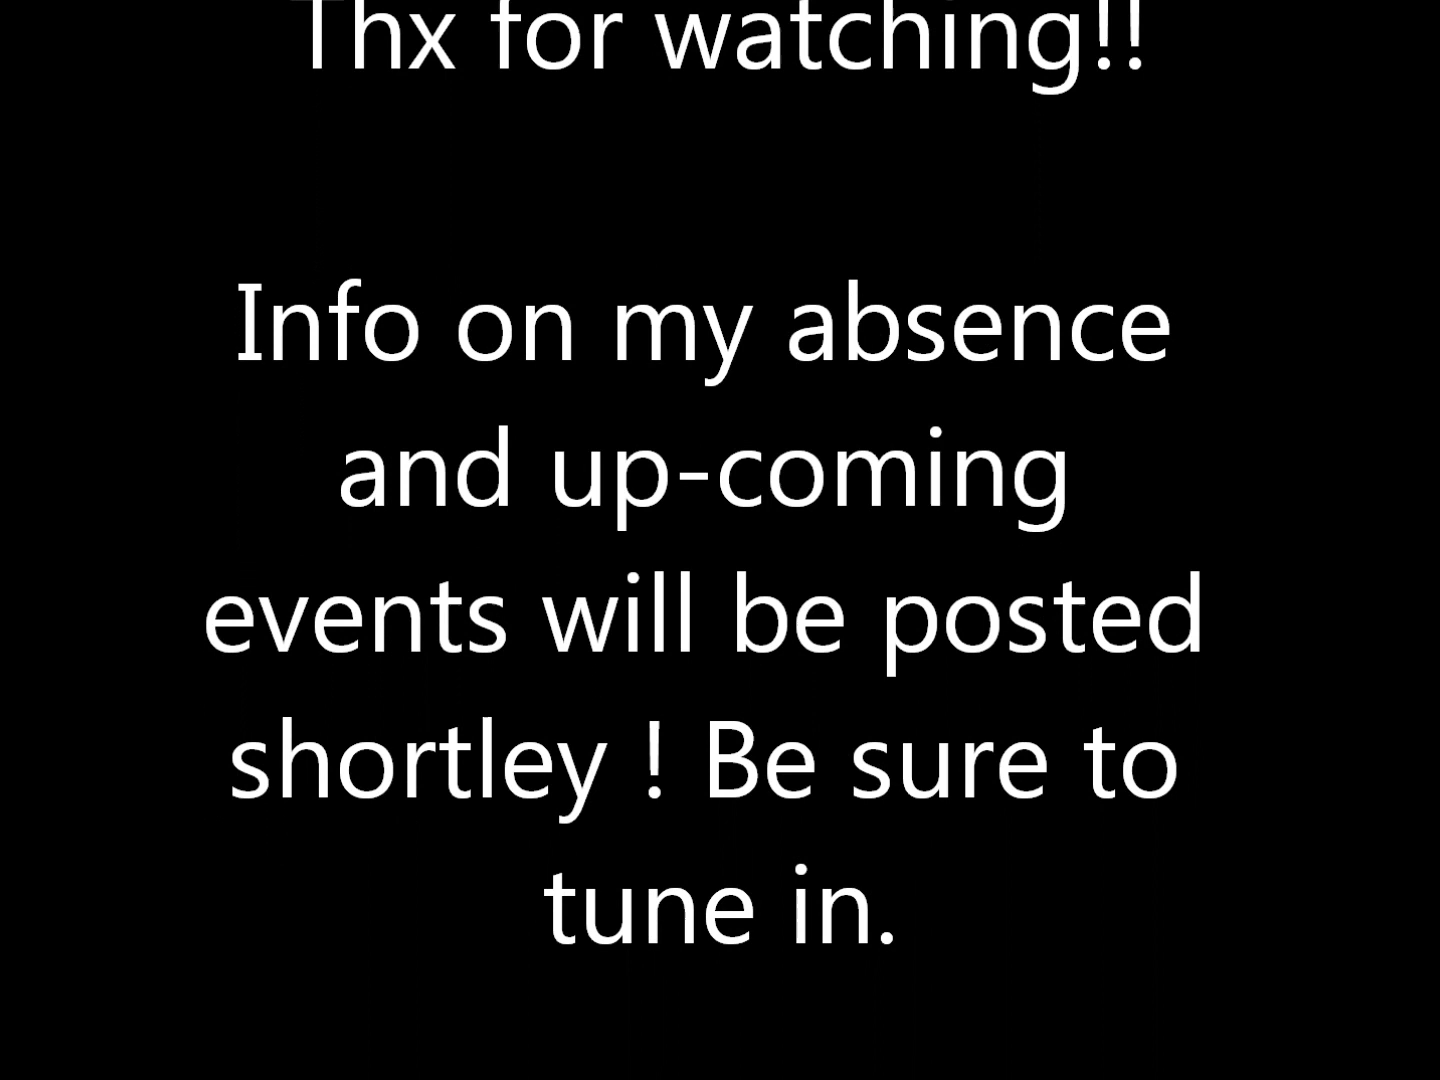 Thx for watching!!
Info on my absence
and up-coming
events will be posted
shortley ! Be sure to
tune in.